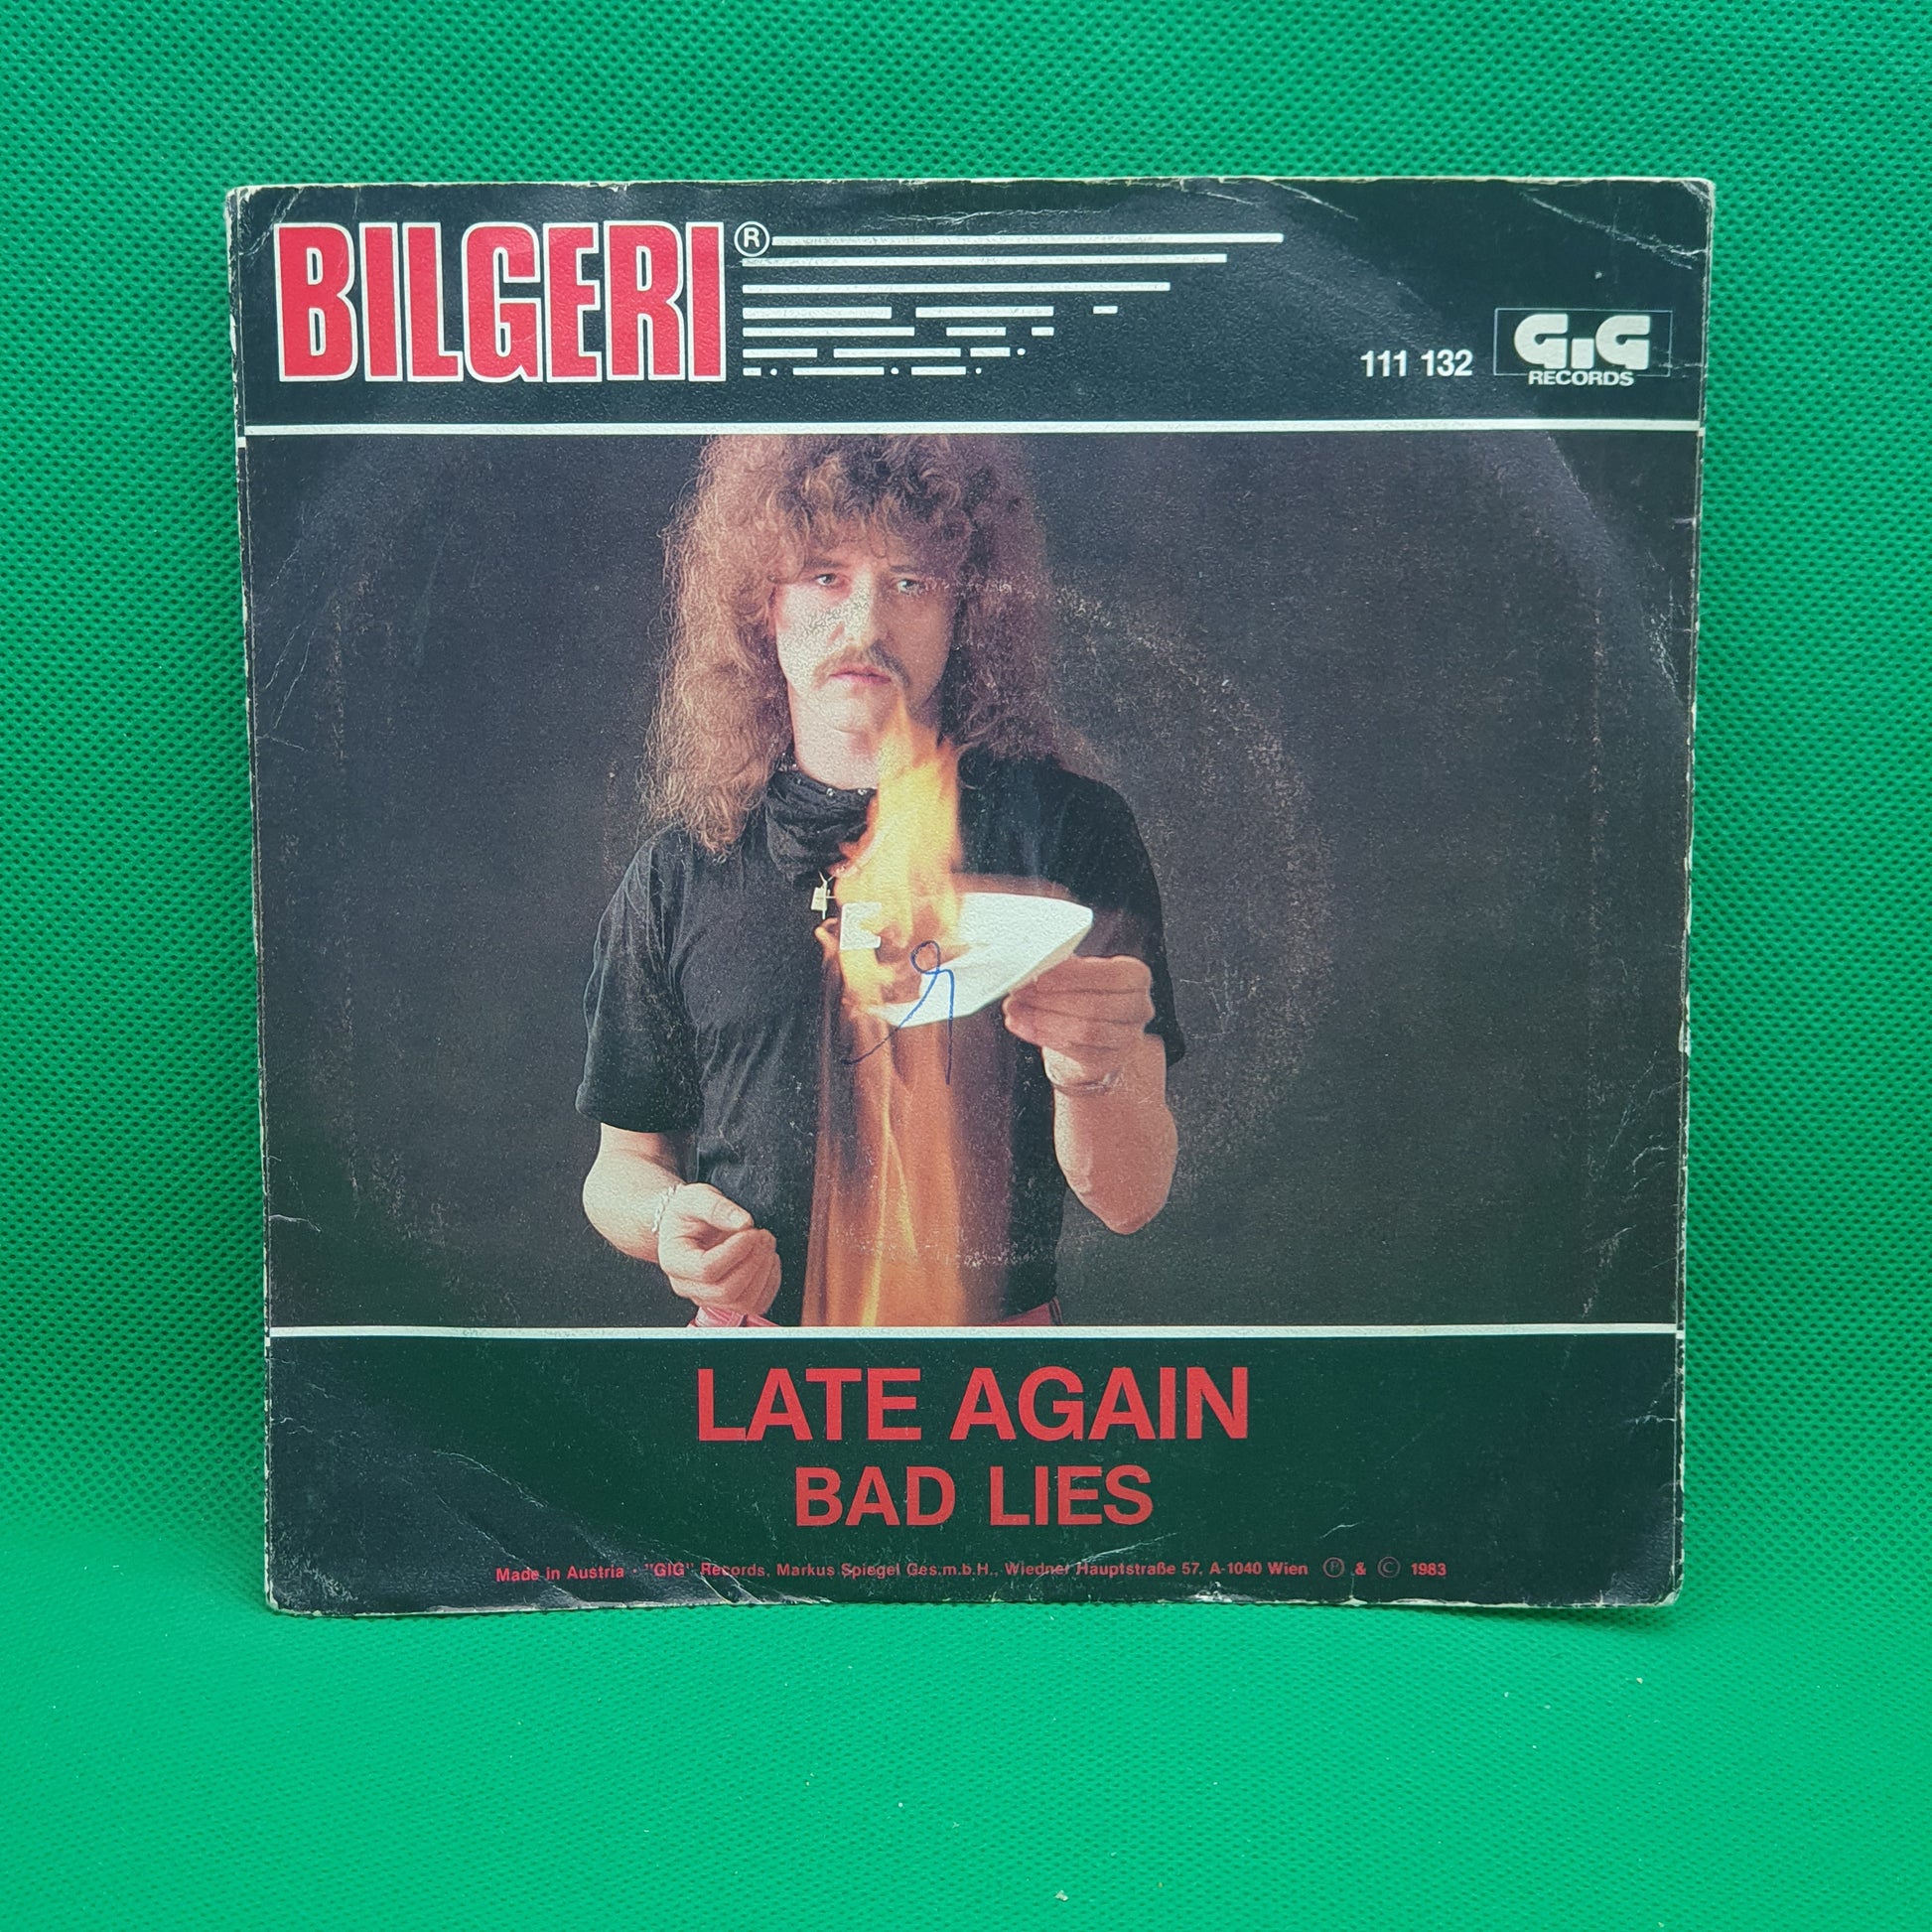 BILGERI ®
111 132
GiG
RECORDS
LATE AGAIN
BAD LIES
Made in Austria · "GIG" Records, Markus Spiegel Ges.m.b.H., Wiedner Hauptstraße 57, A-1040 Wien Ⓟ & © 1983